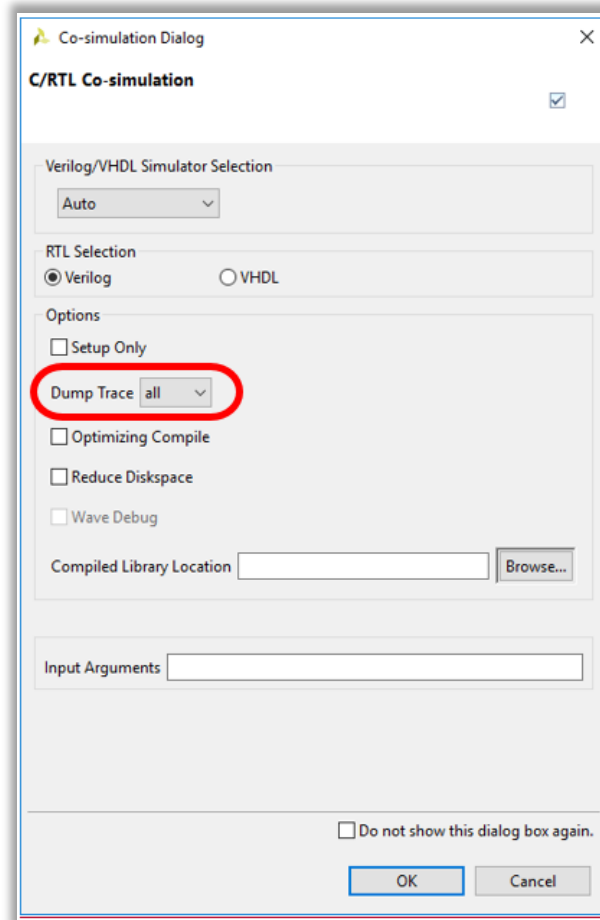 Co-simulation Dialog
C/RTL Co-simulation
Verilog/VHDL Simulator Selection
Auto
RTL Selection
Verilog VHDL
Options
Setup Only
Dump Trace all
Optimizing Compile
Reduce Diskspace
Wave Debug
Compiled Library Location Browse...
Input Arguments
Do not show this dialog box again.
OK Cancel